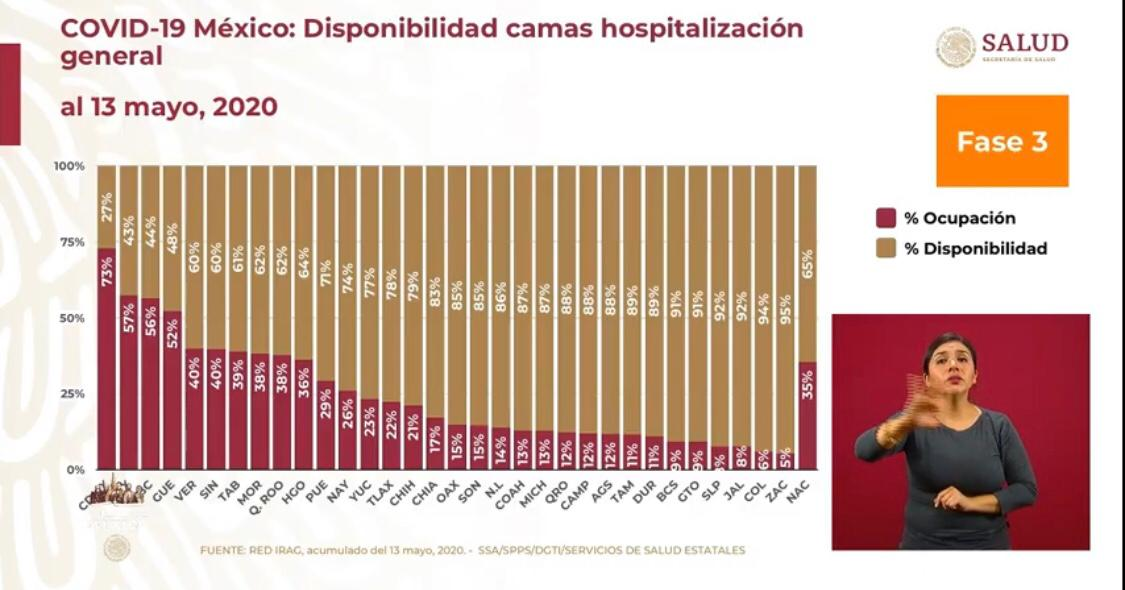 COVID-19 México: Disponibilidad camas hospitalización
general
al 13 mayo, 2020
SALUD
SECRETARÍA DE SALUD
Fase 3
% Ocupación
% Disponibilidad
100%
75%
50%
25%
0%
27% 43% 44% 48% 60% 60% 61% 62% 62% 64% 71% 74% 77% 78% 79% 83% 85% 85% 86% 87% 87% 88% 88% 88% 89% 89% 91% 91% 92% 92% 94% 95% 65%
73% 57% 56% 52% 40% 40% 39% 38% 38% 36% 29% 26% 23% 22% 21% 17% 15% 15% 14% 13% 13% 12% 12% 12% 11% 11% 9% 9% 8% 8% 6% 5% 35%
GUE VER SIN TAB MOR Q. ROO HGO PUE NAY YUC TLAX CHIH CHIA OAX SON N.L COAH MICH QRO CAMP AGS TAM DUR BCS GTO SLP JAL COL ZAC NAC
FUENTE: RED IRAG, acumulado del 13 mayo, 2020. - SSA/SPPS/DGTI/SERVICIOS DE SALUD ESTATALES